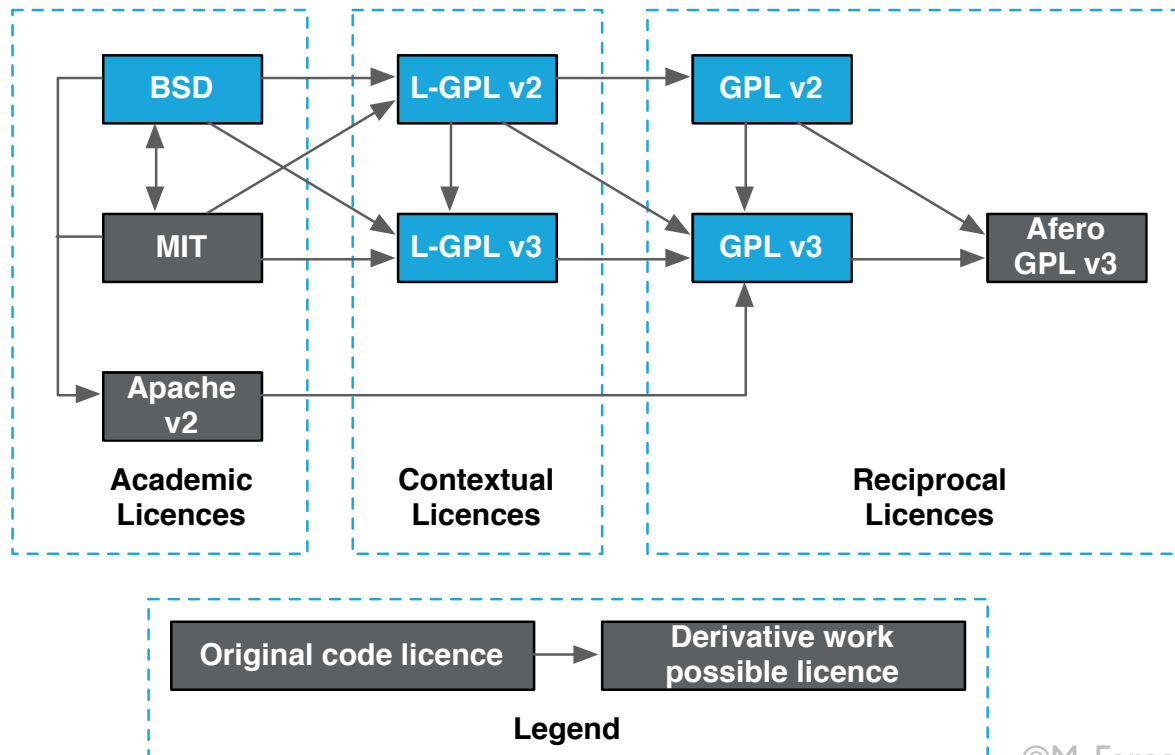 BSD
L-GPL v2
GPL v2
MIT
L-GPL v3
GPL v3
Afero
GPL v3
Apache
v2
Academic
Licences
Contextual
Licences
Reciprocal
Licences
Original code licence
Derivative work
possible licence
Legend